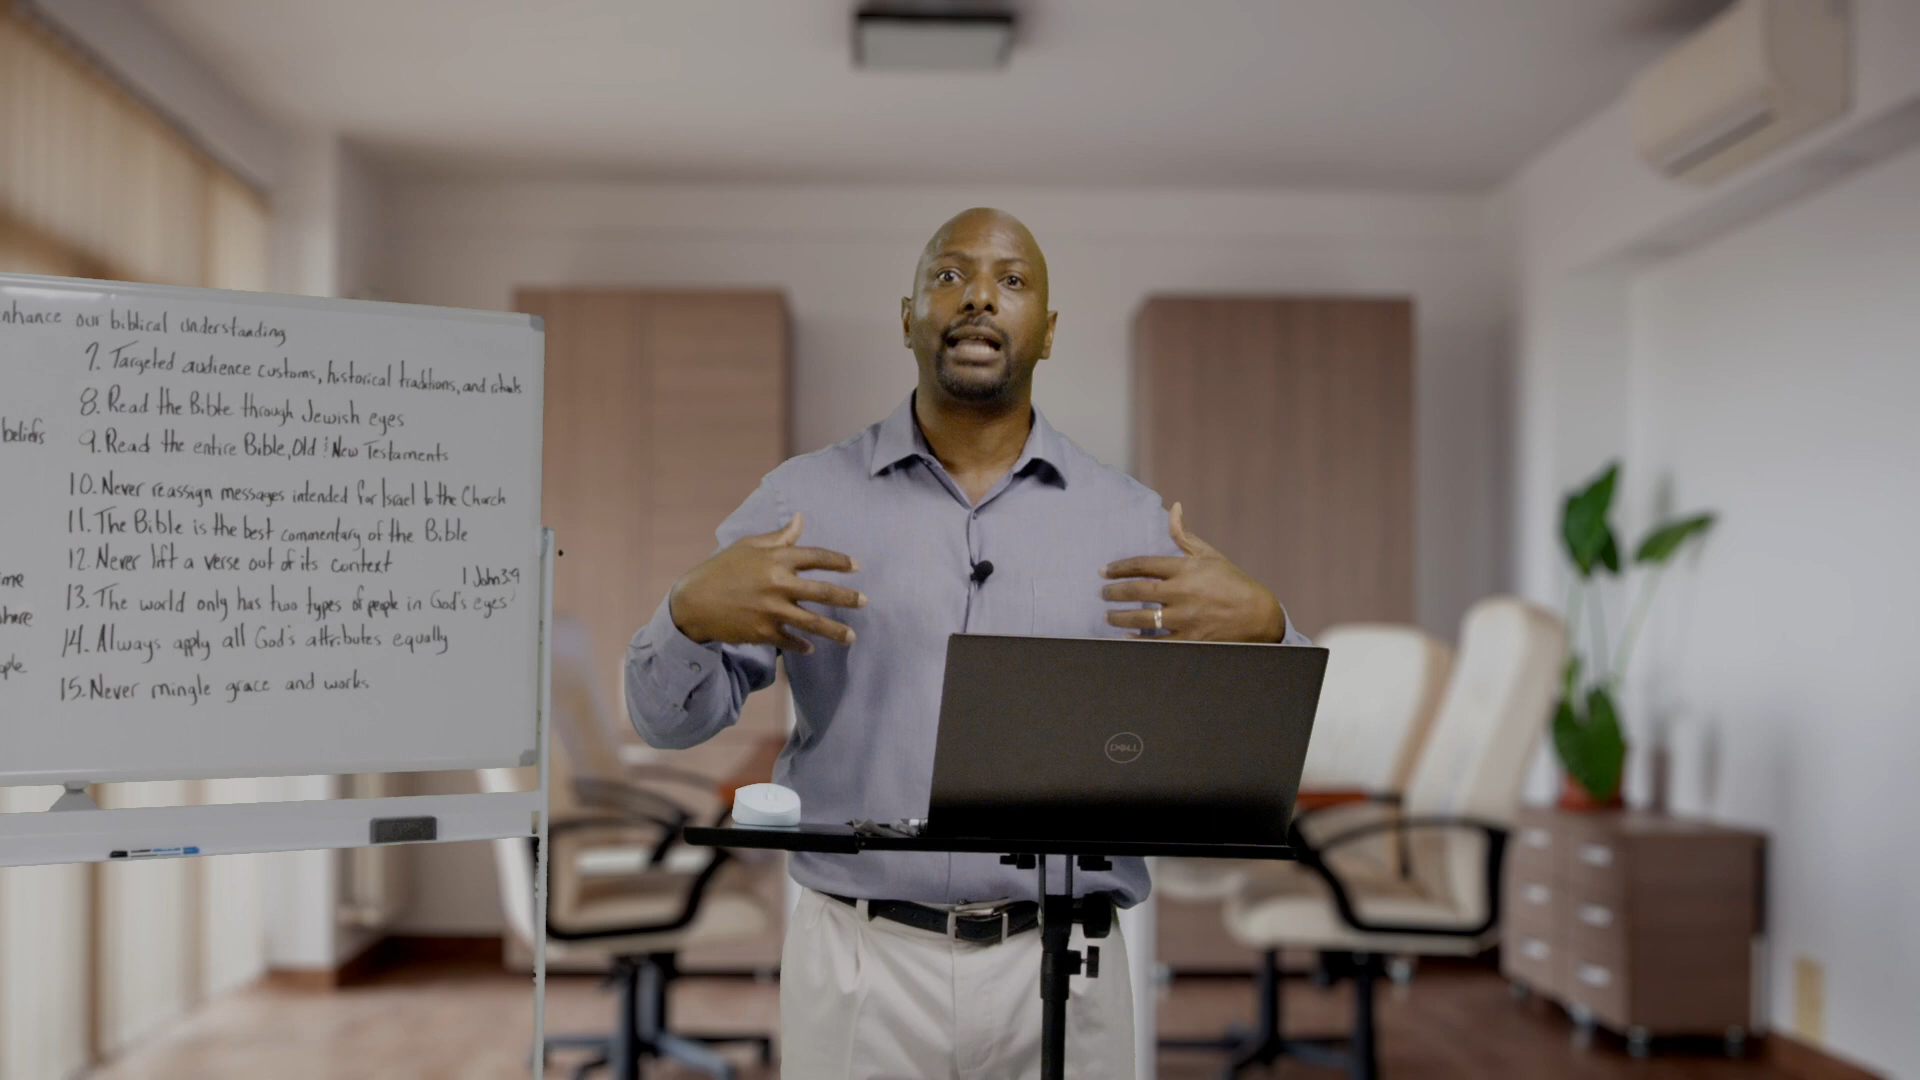 nhance our biblical understanding
7. Targeted audience customs, historical traditions, and rituals
8. Read the Bible through Jewish eyes
beliefs
9. Read the entire Bible, Old & New Testaments
10. Never reassign messages intended for Israel to the Church
11. The Bible is the best commentary of the Bible
12. Never lift a verse out of its context
me
1 John 3:9
13. The world only has two types of people in God's eyes
here
14. Always apply all God's attributes equally
ple
15. Never mingle grace and works
DELL